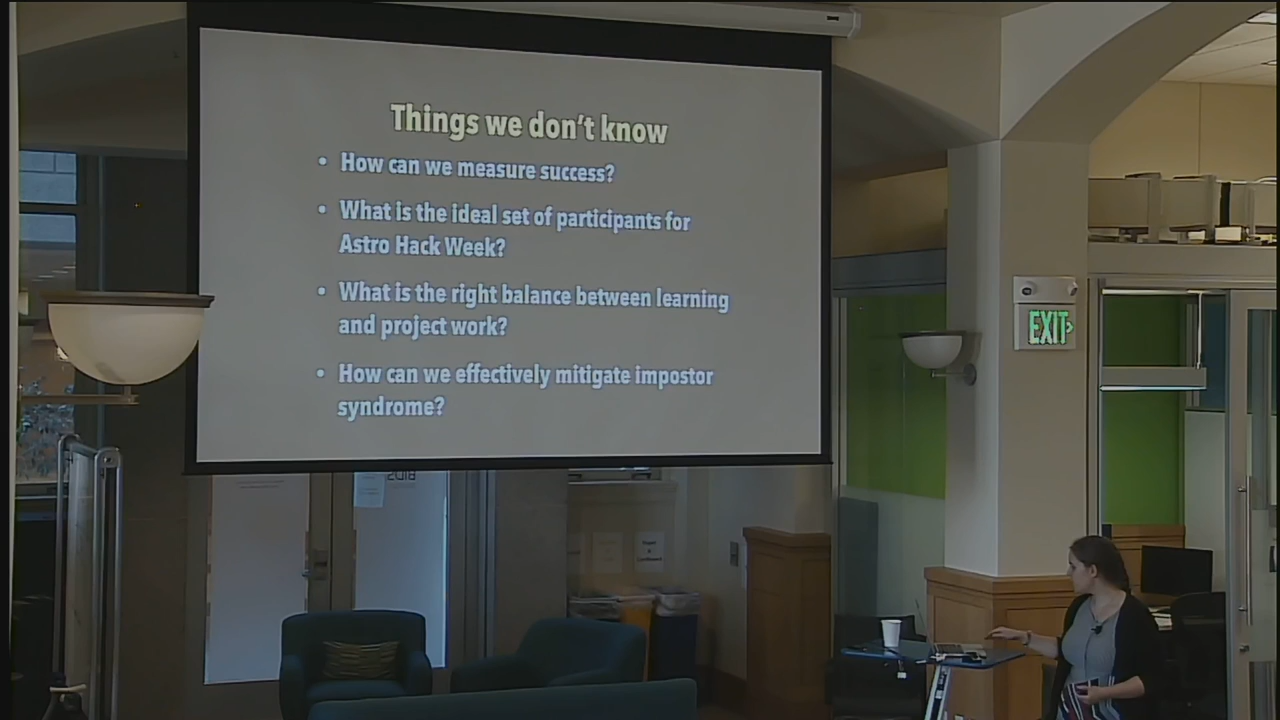 Things we don't know
• How can we measure success?
• What is the ideal set of participants for
Astro Hack Week?
• What is the right balance between learning
and project work?
• How can we effectively mitigate impostor
syndrome?
EXIT
2018